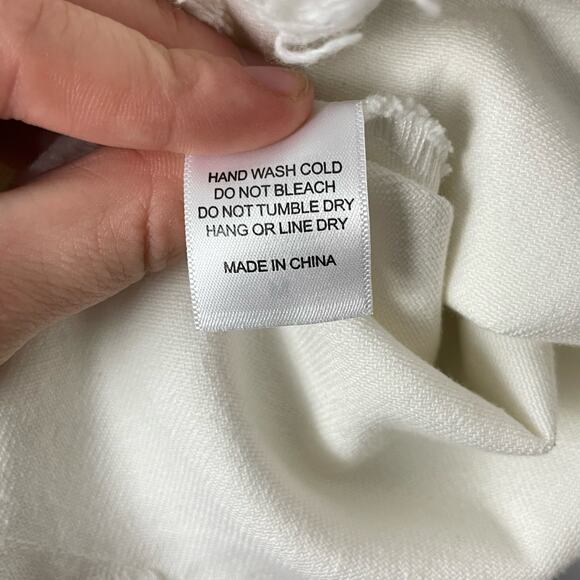 HAND WASH COLD
DO NOT BLEACH
DO NOT TUMBLE DRY
HANG OR LINE DRY
MADE IN CHINA